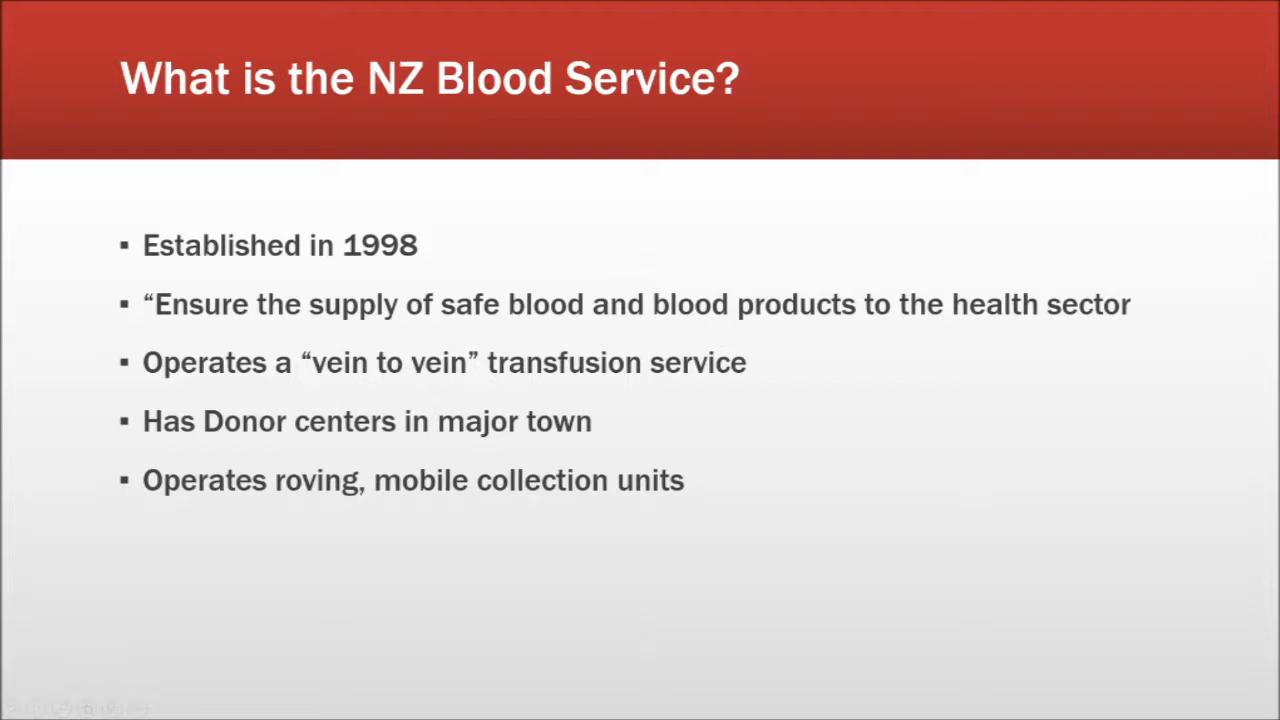 What is the NZ Blood Service?
▪ Established in 1998
▪ “Ensure the supply of safe blood and blood products to the health sector
▪ Operates a “vein to vein” transfusion service
▪ Has Donor centers in major town
▪ Operates roving, mobile collection units